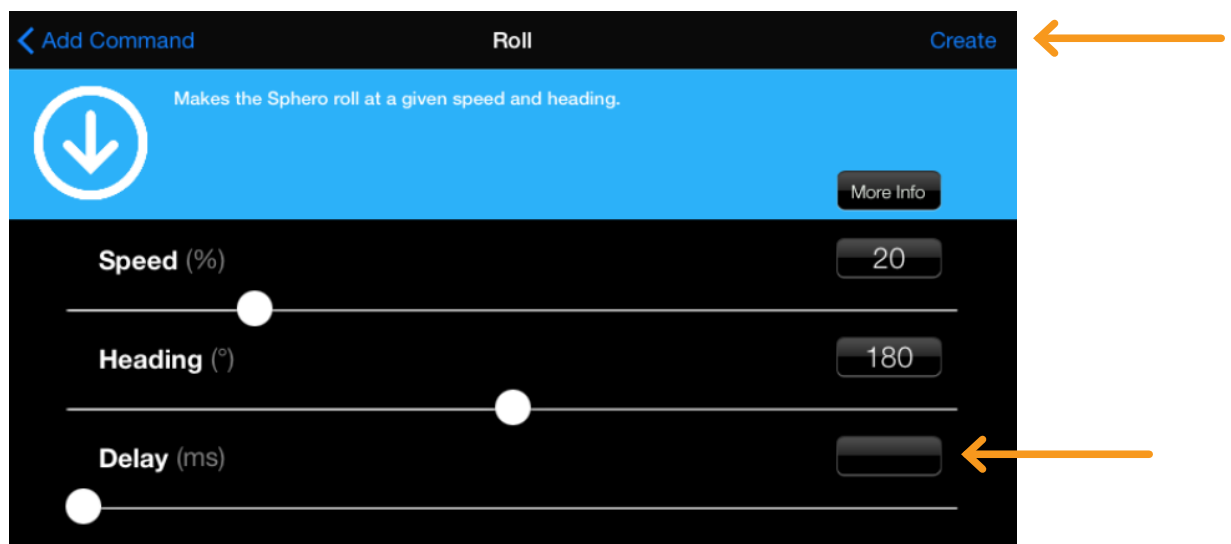 Add Command
Roll
Create
Makes the Sphero roll at a given speed and heading.
More Info
Speed (%)
20
Heading (°)
180
Delay (ms)